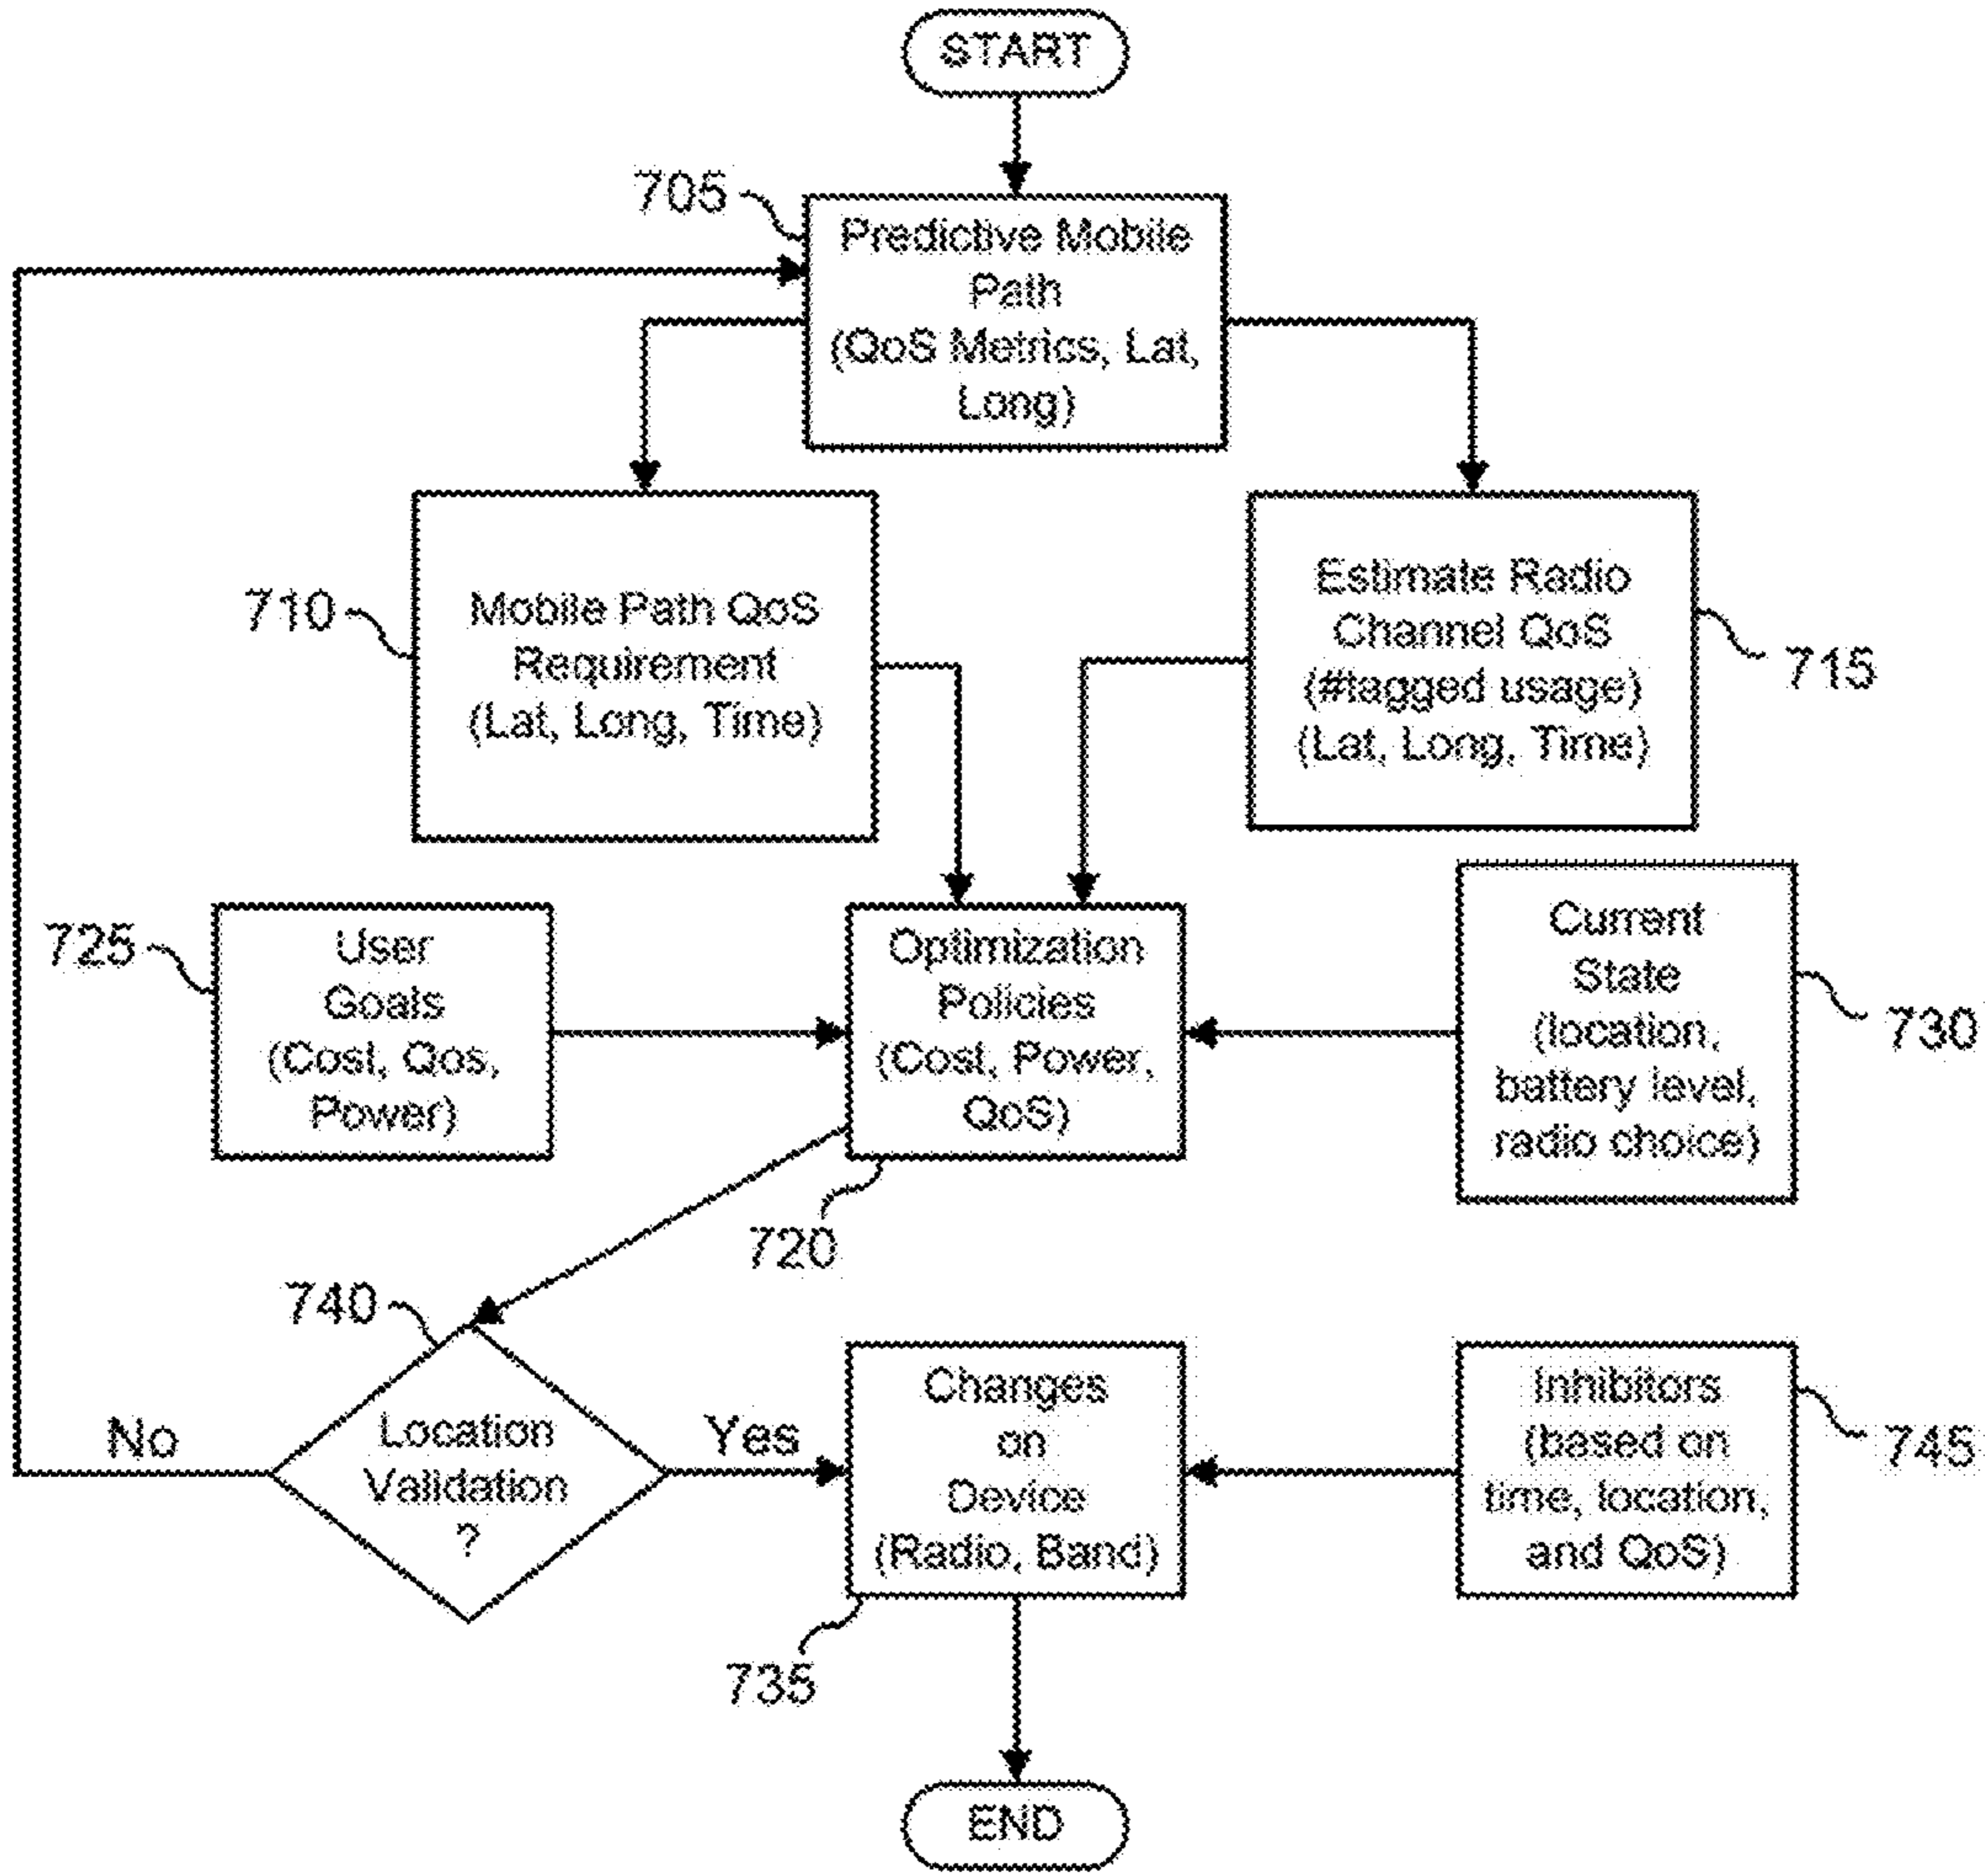 START
705
Predictive Mobile
Path
(QoS Metrics, Lat,
Long)
710
Mobile Path QoS
Requirement
(Lat, Long, Time)
Estimate Radio
Channel QoS
(#tagged usage)
(Lat, Long, Time)
715
725
User
Goals
(Cost, Qos,
Power)
Optimization
Policies
(Cost, Power,
QoS)
720
Current
State
(location,
battery level,
radio choice)
730
740
Location
Validation
?
No
Yes
Changes
on
Device
(Radio, Band)
735
Inhibitors
(based on
time, location,
and QoS)
745
END